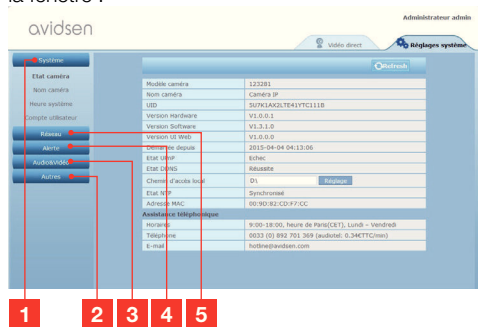 la fenêtre :
avidsen
Administrateur admin
Vidéo direct
Réglages système
Système
Etat caméra
Nom caméra
Heure système
Compte utilisateur
Réseau
Alerte
Audio&Vidéo
Autres
Refresh
Modèle caméra 123281
Nom caméra Caméra IP
UID 5U7K1AX2LTE41YTC111B
Version Hardware V1.0.0.1
Version Software V1.3.1.0
Version UI Web V1.0.0.0
Démarrée depuis 2015-04-04 04:13:06
Etat UPnP Echec
Etat DDNS Réussite
Chemin d'accès local D:\ Réglage
Etat NTP Synchronisé
Adresse MAC 00:9D:82:CD:F7:CC
Assistance téléphonique
Horaires 9:00-18:00, heure de Paris(CET), Lundi - Vendredi
Téléphone 0033 (0) 892 701 369 (audiotel: 0.34€TTC/min)
E-mail hotline@avidsen.com
1 2 3 4 5